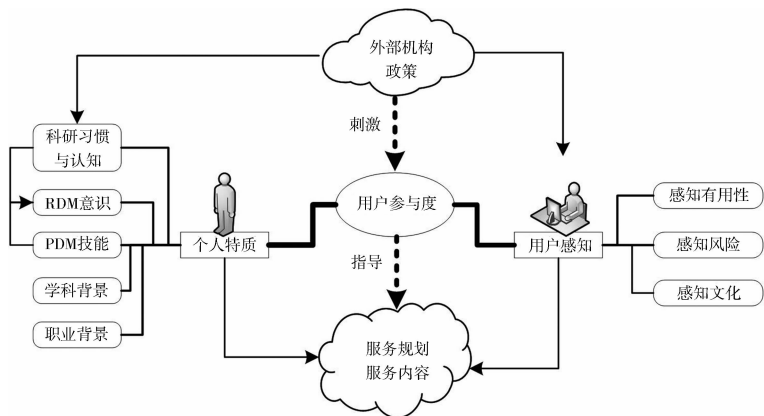 外部机构
政策
刺激
科研习惯
与认知
RDM意识
PDM技能
学科背景
职业背景
个人特质
用户参与度
用户感知
感知有用性
感知风险
感知文化
指导
服务规划
服务内容